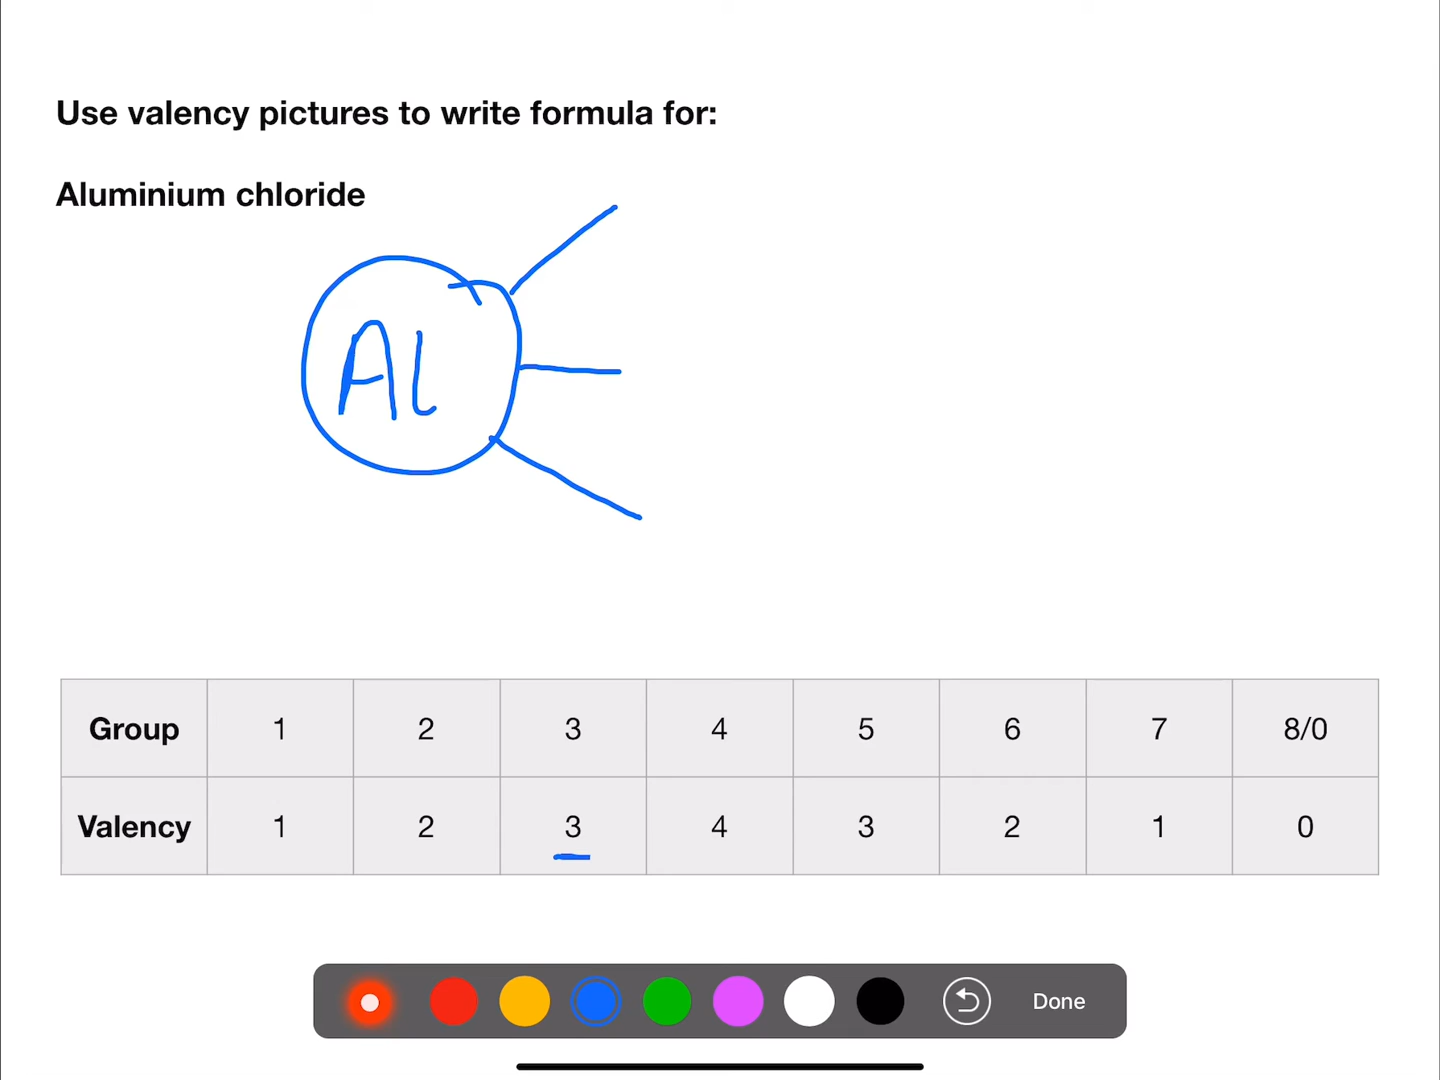 Use valency pictures to write formula for:
Aluminium chloride
Al
Group 1 2 3 4 5 6 7 8/0
Valency 1 2 3 4 3 2 1 0
Done